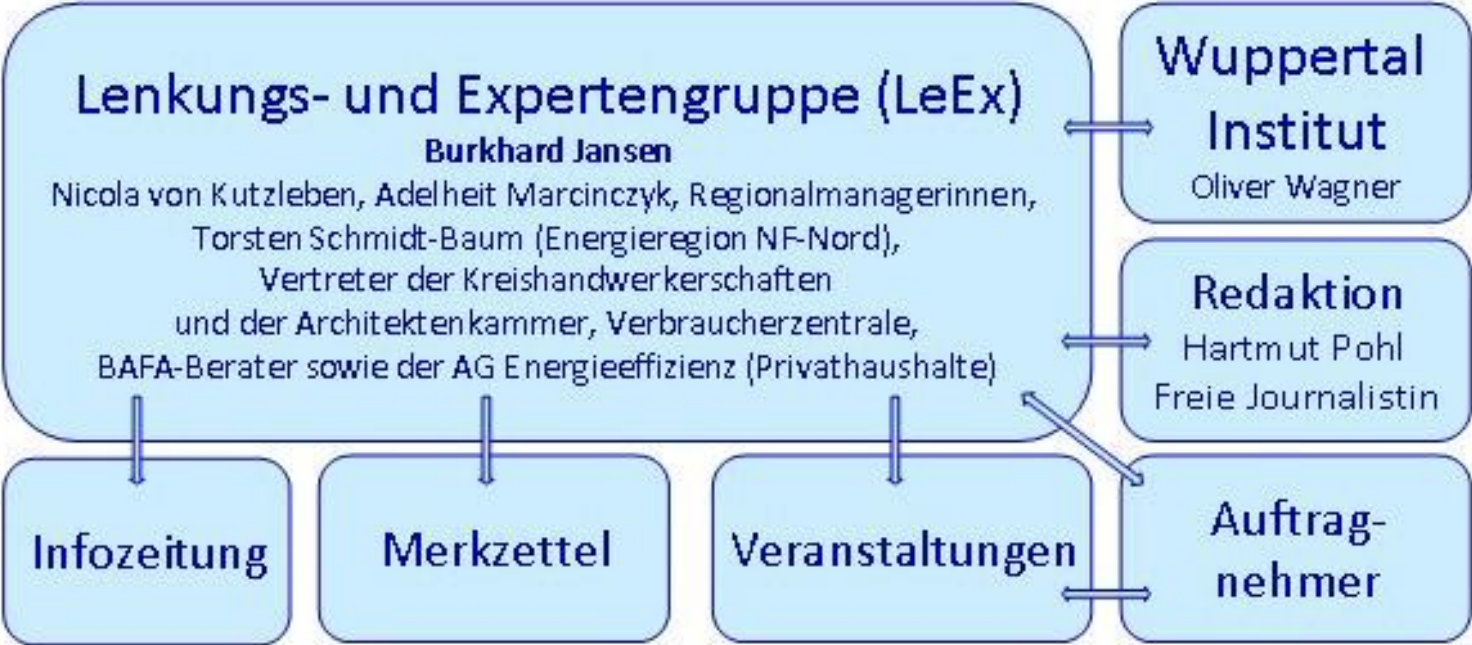 Lenkungs- und Expertengruppe (LeEx)
Burkhard Jansen
Nicola von Kutzleben, Adelheit Marcinczyk, Regionalmanagerinnen,
Torsten Schmidt-Baum (Energieregion NF-Nord),
Vertreter der Kreishandwerkerschaften
und der Architektenkammer, Verbraucherzentrale,
BAFA-Berater sowie der AG Energieeffizienz (Privathaushalte)
Wuppertal
Institut
Oliver Wagner
Redaktion
Hartmut Pohl
Freie Journalistin
Infozeitung
Merkzettel
Veranstaltungen
Auftrag-
nehmer